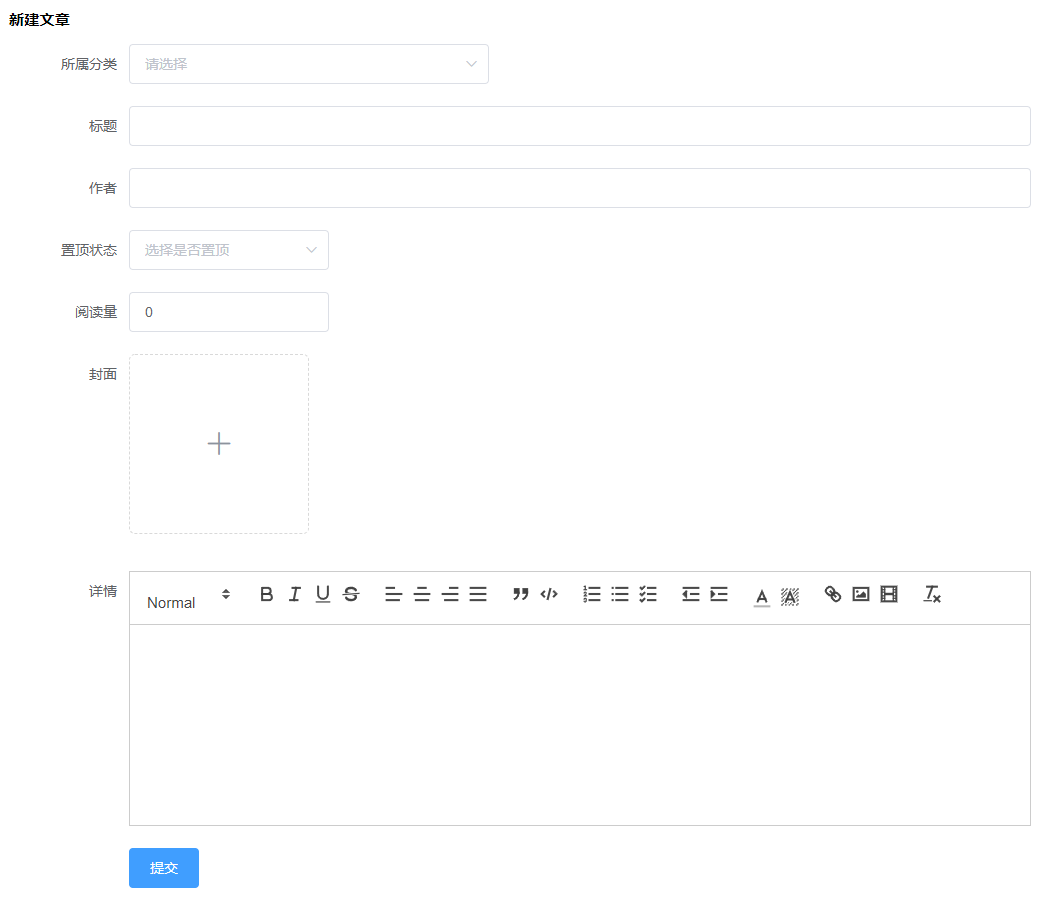 新建文章
所属分类 请选择
标题
作者
置顶状态 选择是否置顶
阅读量 0
封面
详情 Normal
提交